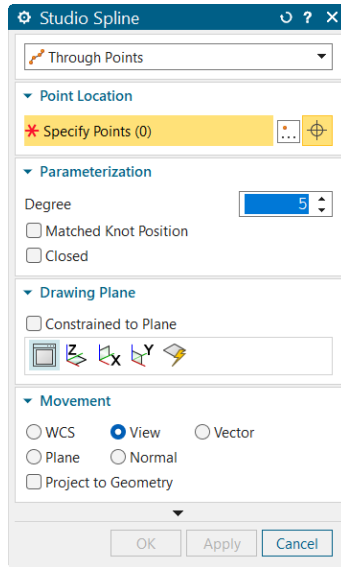 Studio Spline ?
Through Points
Point Location
* Specify Points (0)
Parameterization
Degree 5
Matched Knot Position
Closed
Drawing Plane
Constrained to Plane
Z X Y
Movement
WCS View Vector
Plane Normal
Project to Geometry
OK Apply Cancel